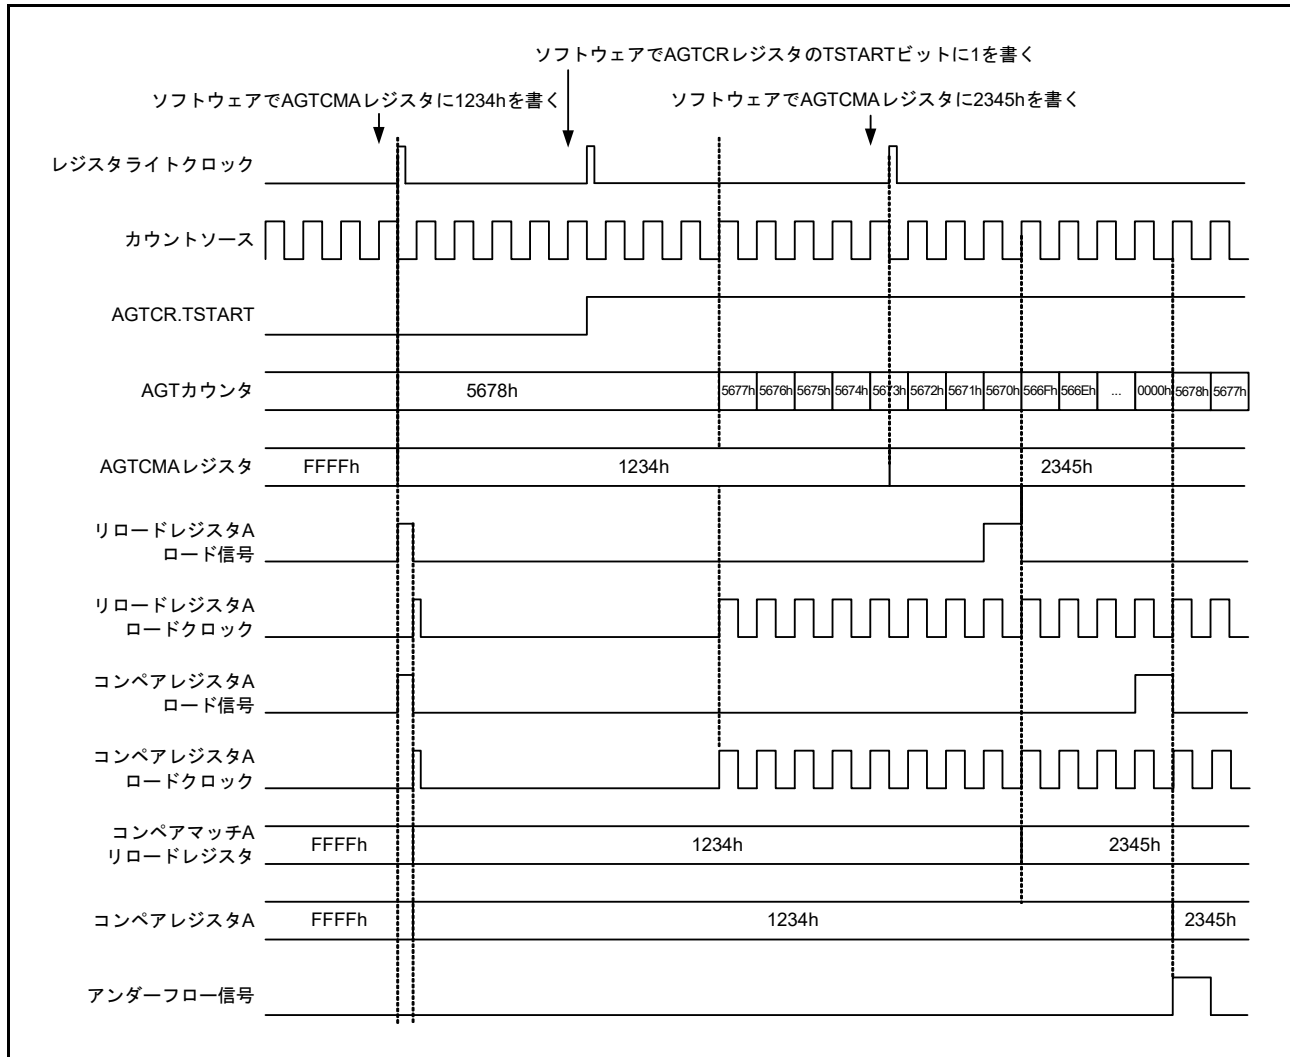 ソフトウェアでAGTCRレジスタのTSTARTビットに1を書く
ソフトウェアでAGTCMAレジスタに1234hを書く
ソフトウェアでAGTCMAレジスタに2345hを書く
レジスタライトクロック
カウントソース
AGTCR.TSTART
AGTカウンタ
5678h
5677h 5676h 5675h 5674h 5673h 5672h 5671h 5670h 566Fh 566Eh ... 0000h 5678h 5677h
AGTCMAレジスタ
FFFFh
1234h
2345h
リロードレジスタA
ロード信号
リロードレジスタA
ロードクロック
コンペアレジスタA
ロード信号
コンペアレジスタA
ロードクロック
コンペアマッチA
リロードレジスタ
FFFFh
1234h
2345h
コンペアレジスタA
FFFFh
1234h
2345h
アンダーフロー信号